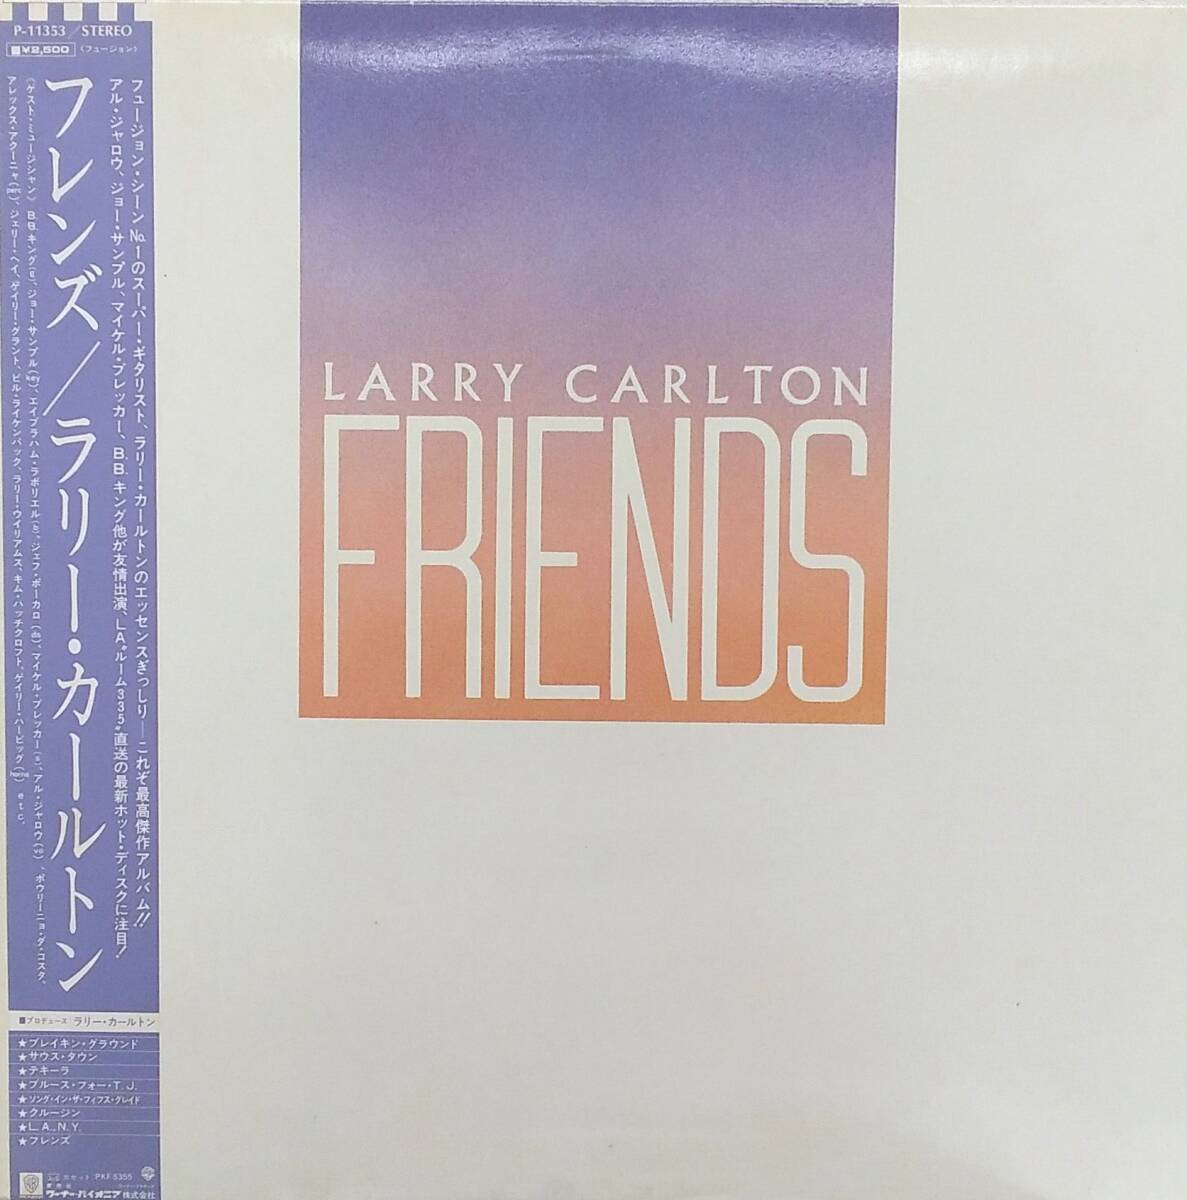 P-11353/STEREO
¥2,500
〈フュージョン〉
フュージョン・シーンNo.1のスーパー・ギタリスト、ラリー・カールトンのエッセンスぎっしり──これぞ最高傑作アルバム!!
アル・ジャロウ、ジョー・サンプル、マイケル・ブレッカー、B.B.キング他が友情出演、L.A.“ルーム335”直送の最新ホット・ディスクに注目!
フレンズ/ラリー・カールトン
〈ゲスト・ミュージシャン〉 B.B.キング(g)、ジョー・サンプル(key)、エイブラハム・ラボリエル(b)、ジェフ・ポーカロ(ds)、マイケル・ブレッカー(s)、アル・ジャロウ(vo)、ポウリーニョ・ダ・コスタ、
アレックス・アクーニャ(perc)、ジェリー・ヘイ、ゲイリー・グラント、ビル・ライケンバック、ラリー・ウイリアムス、キム・ハッチクロフト、ゲイリー・ハービッグ(horns) etc.
■プロデュース:ラリー・カールトン
★ブレイキン・グラウンド
★サウス・タウン
★テキーラ
★ブルース・フォー・T.J.
★ソング・イン・ザ・フィフス・グレイド
★クルージン
★L.A.,N.Y.
★フレンズ
カセット:PKF-5355
発売元
ワーナー・パイオニア株式会社
LARRY CARLTON
FRIENDS